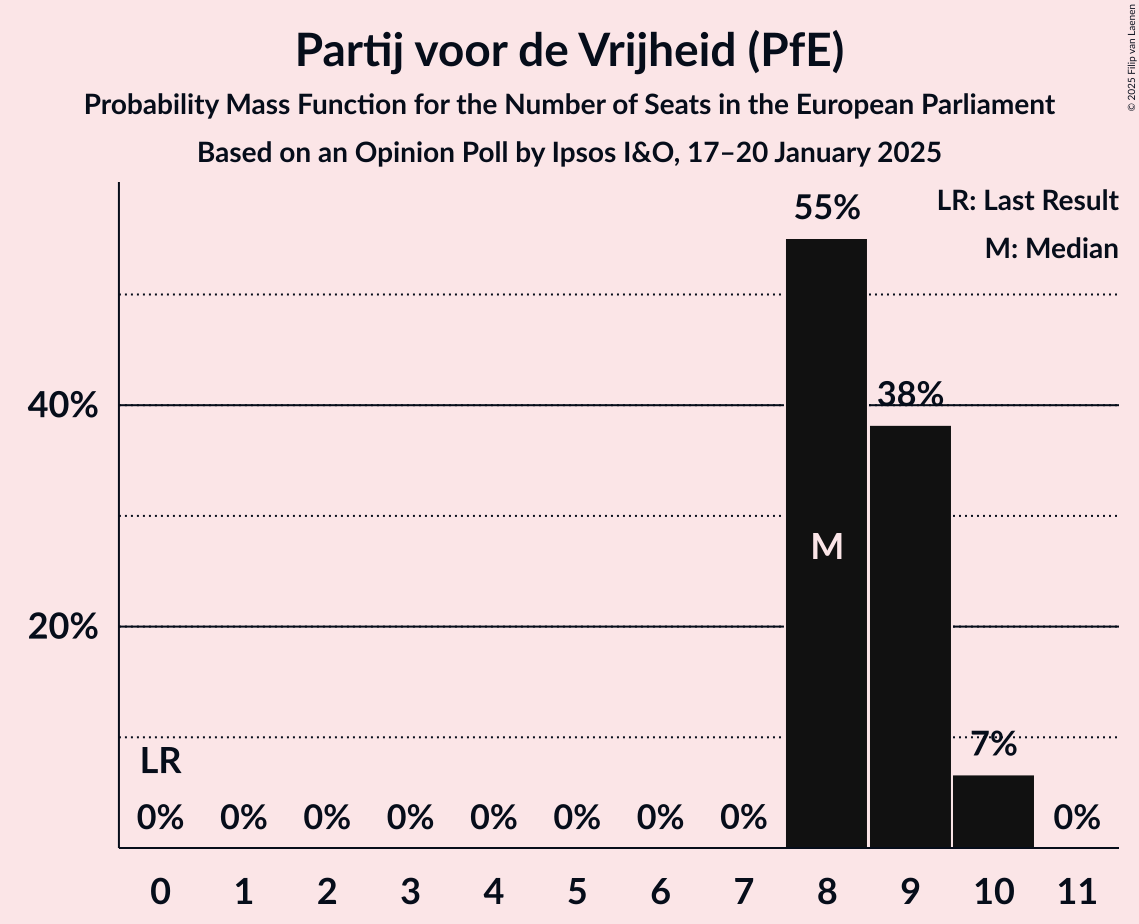 Partij voor de Vrijheid (PfE)
Probability Mass Function for the Number of Seats in the European Parliament
Based on an Opinion Poll by Ipsos I&O, 17–20 January 2025
© 2025 Filip van Laenen
LR: Last Result
M: Median
55%
40%
38%
M
20%
7%
LR
0% 0% 0% 0% 0% 0% 0% 0% 0%
0 1 2 3 4 5 6 7 8 9 10 11